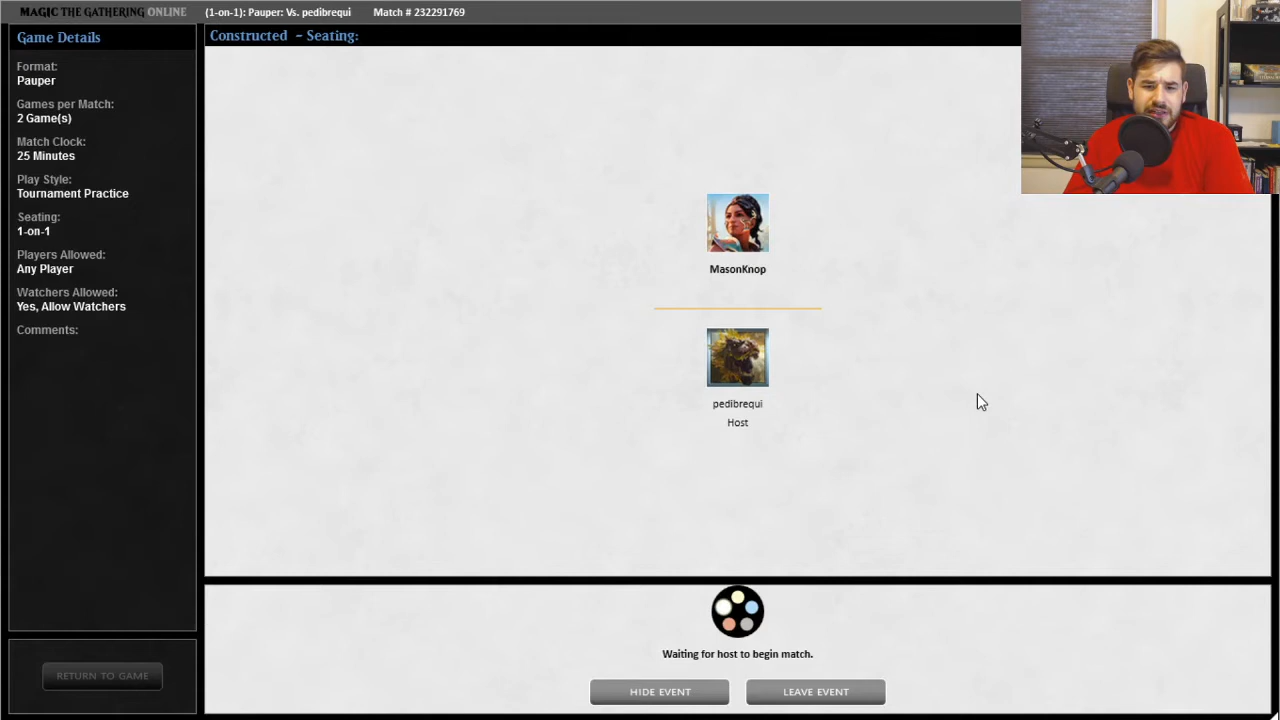 MAGIC THE GATHERING ONLINE (1-on-1): Pauper: Vs. pedibrequi Match # 232291769
Game Details
Constructed - Seating:
Format:
Pauper
Games per Match:
2 Game(s)
Match Clock:
25 Minutes
Play Style:
Tournament Practice
Seating:
1-on-1
Players Allowed:
Any Player
Watchers Allowed:
Yes, Allow Watchers
Comments:
MasonKnop
pedibrequi
Host
Waiting for host to begin match.
RETURN TO GAME
HIDE EVENT
LEAVE EVENT